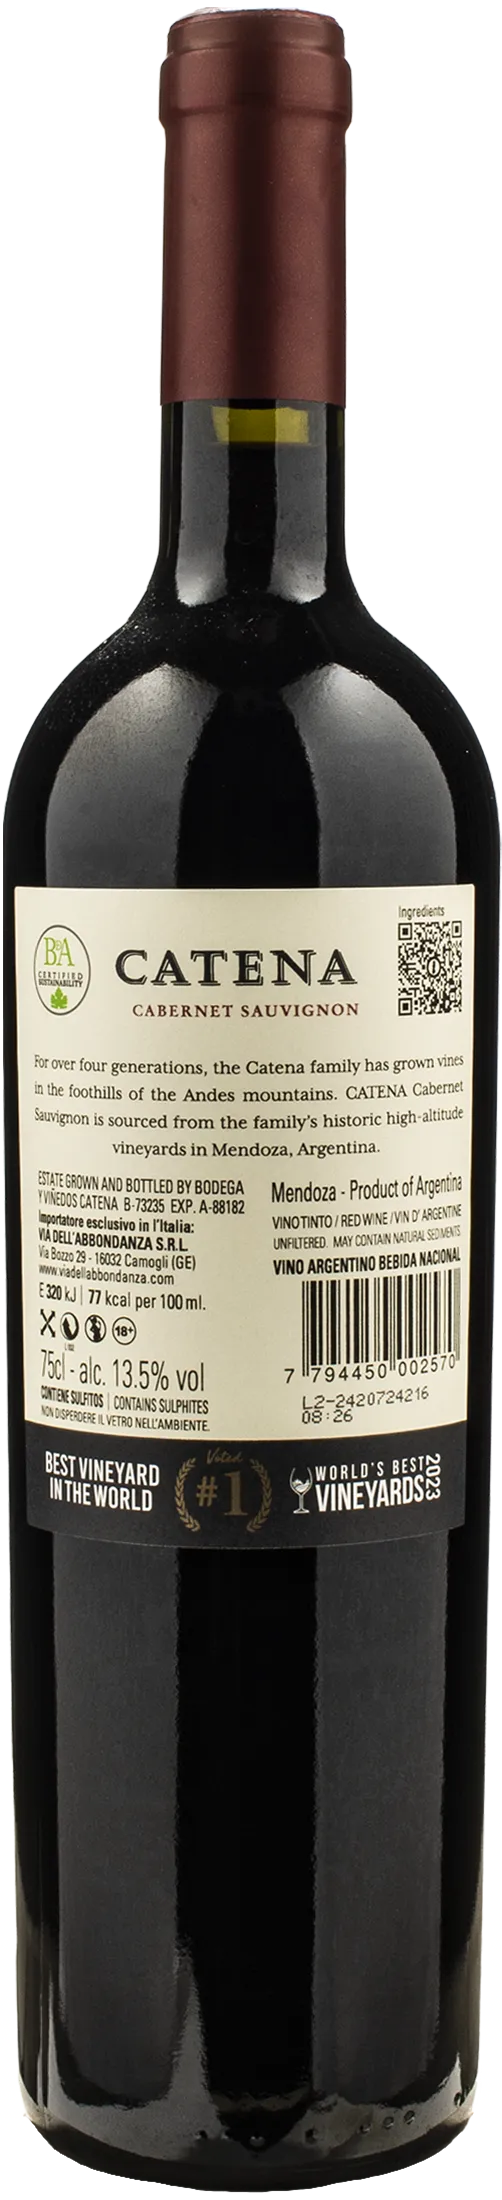 Ingredients
BdA
CERTIFIED
SUSTAINABILITY
CATENA
CABERNET SAUVIGNON
For over four generations, the Catena family has grown vines
in the foothills of the Andes mountains. CATENA Cabernet
Sauvignon is sourced from the family's historic high-altitude
vineyards in Mendoza, Argentina.
ESTATE GROWN AND BOTTLED BY BODEGA
Y VIÑEDOS CATENA B-73235 EXP. A-88182
Importatore esclusivo in l'Italia:
VIA DELL'ABBONDANZA S.R.L.
Via Bozzo 29 - 16032 Camogli (GE)
www.viadellabbondanza.com
E 320 kJ | 77 kcal per 100 ml.
18+
75cl - alc. 13.5% vol
CONTIENE SULFITOS | CONTAINS SULPHITES
NON DISPERDERE IL VETRO NELL'AMBIENTE.
Mendoza - Product of Argentina
VINO TINTO / RED WINE / VIN D' ARGENTINE
UNFILTERED. MAY CONTAIN NATURAL SEDIMENTS
VINO ARGENTINO BEBIDA NACIONAL
7 794450 002570
L2-2420724216
08:26
BEST VINEYARD
IN THE WORLD
Voted
#1
WORLD'S BEST
VINEYARDS
2023